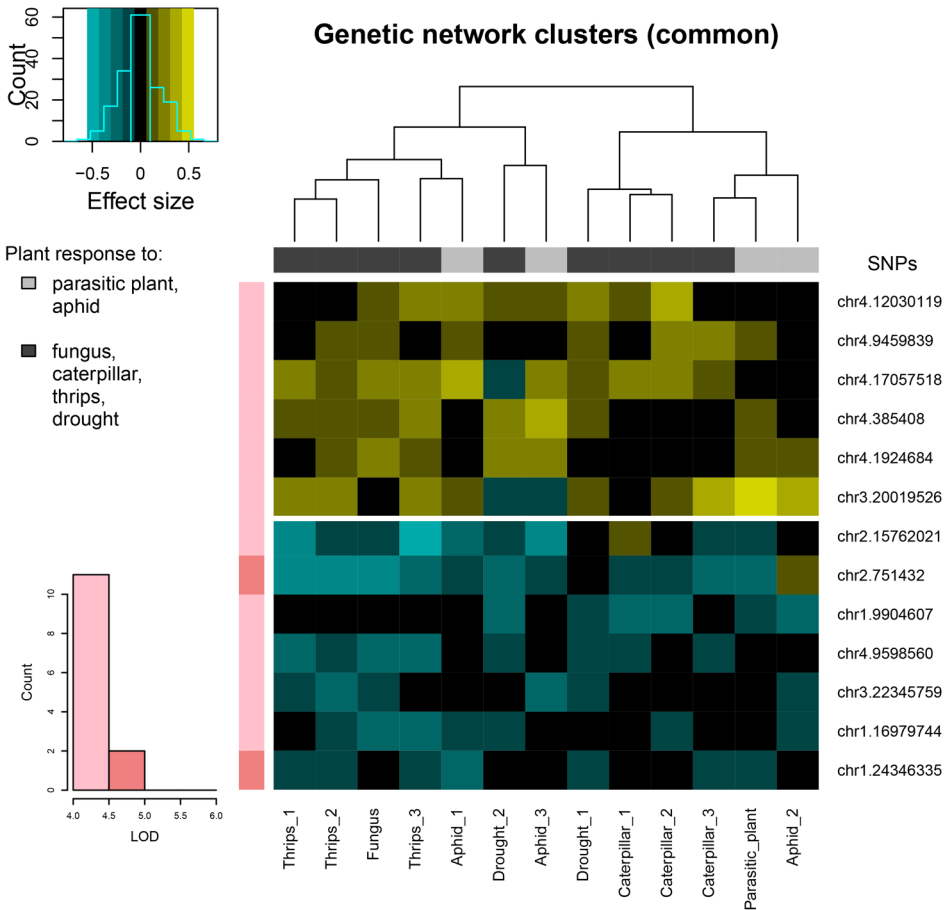 Genetic network clusters (common)
Count
0
20
40
60
−0.5
0
0.5
Effect size
Plant response to:
parasitic plant,
aphid
fungus,
caterpillar,
thrips,
drought
SNPs
chr4.12030119
chr4.9459839
chr4.17057518
chr4.385408
chr4.1924684
chr3.20019526
chr2.15762021
chr2.751432
chr1.9904607
chr4.9598560
chr3.22345759
chr1.16979744
chr1.24346335
Count
0
2
4
6
8
10
4.0
4.5
5.0
5.5
6.0
LOD
Thrips_1
Thrips_2
Fungus
Thrips_3
Aphid_1
Drought_2
Aphid_3
Drought_1
Caterpillar_1
Caterpillar_2
Caterpillar_3
Parasitic_plant
Aphid_2